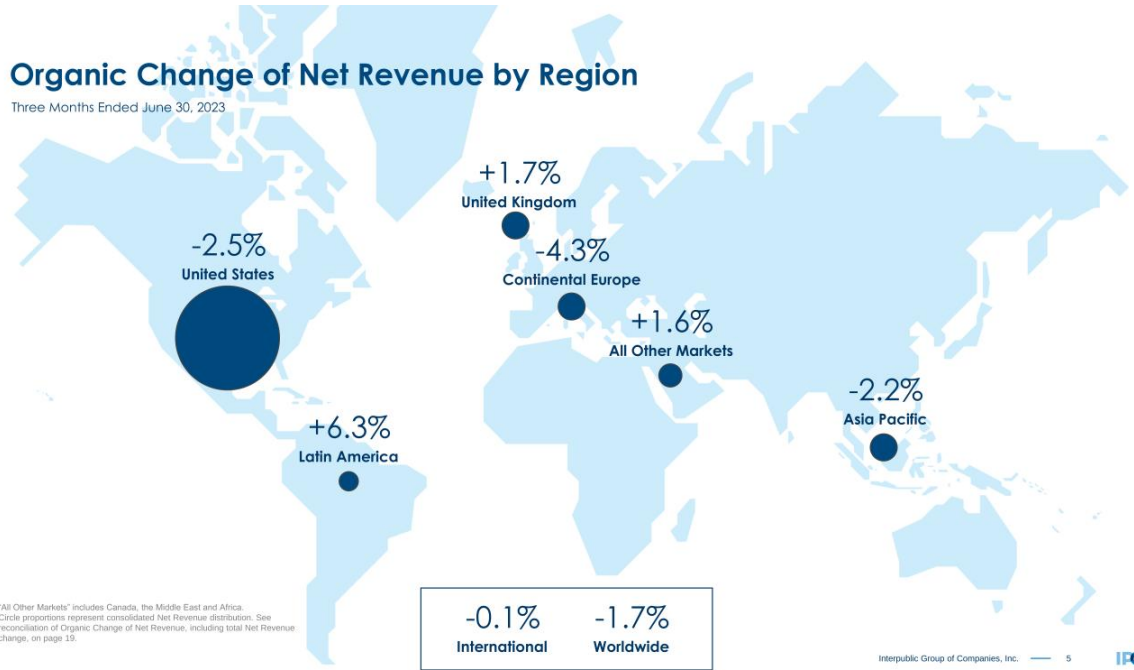 Organic Change of Net Revenue by Region
Three Months Ended June 30, 2023
+1.7%
United Kingdom
-2.5%
United States
-4.3%
Continental Europe
+1.6%
All Other Markets
-2.2%
Asia Pacific
+6.3%
Latin America
"All Other Markets" includes Canada, the Middle East and Africa.
Circle proportions represent consolidated Net Revenue distribution. See
reconciliation of Organic Change of Net Revenue, including total Net Revenue
change, on page 19.
-0.1%
International
-1.7%
Worldwide
Interpublic Group of Companies, Inc. — 5